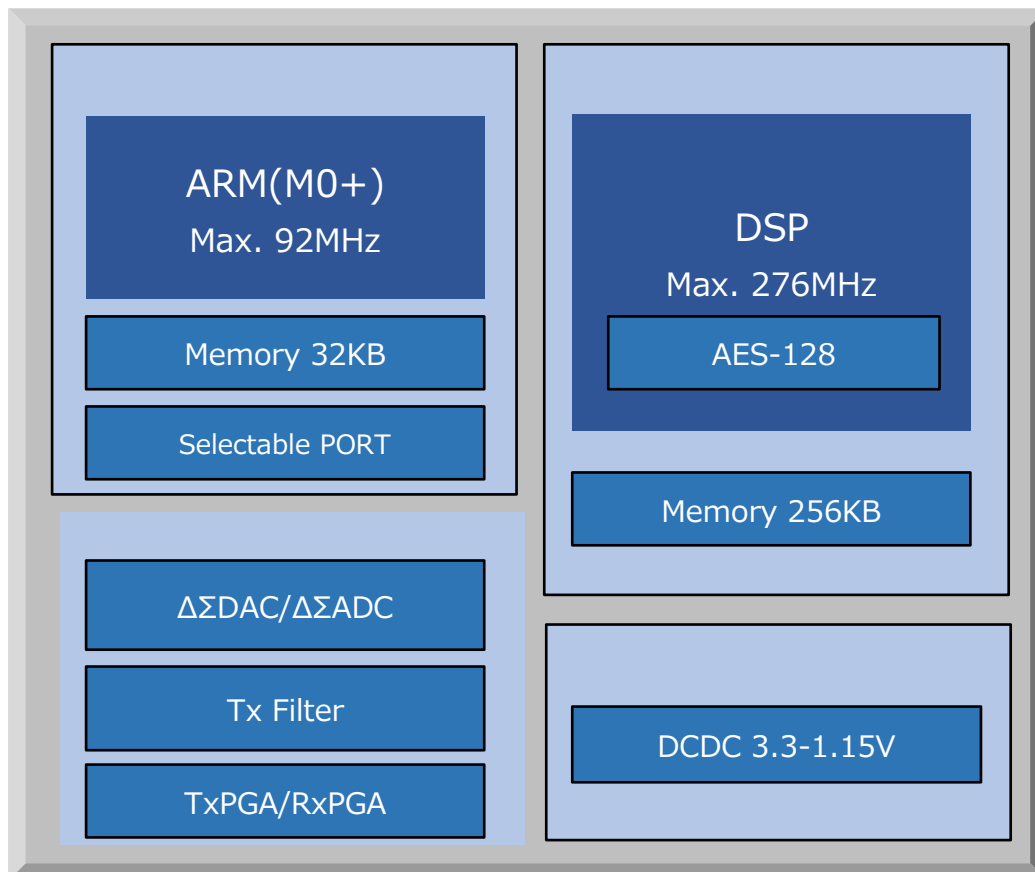 ARM(M0+)
Max. 92MHz
Memory 32KB
Selectable PORT
DSP
Max. 276MHz
AES-128
Memory 256KB
ΔΣDAC/ΔΣADC
Tx Filter
TxPGA/RxPGA
DCDC 3.3-1.15V